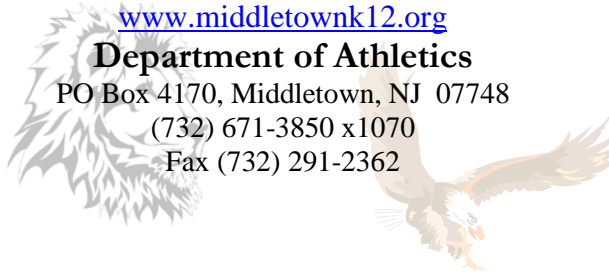 www.middletownk12.org
Department of Athletics
PO Box 4170, Middletown, NJ  07748
(732) 671-3850 x1070
Fax (732) 291-2362